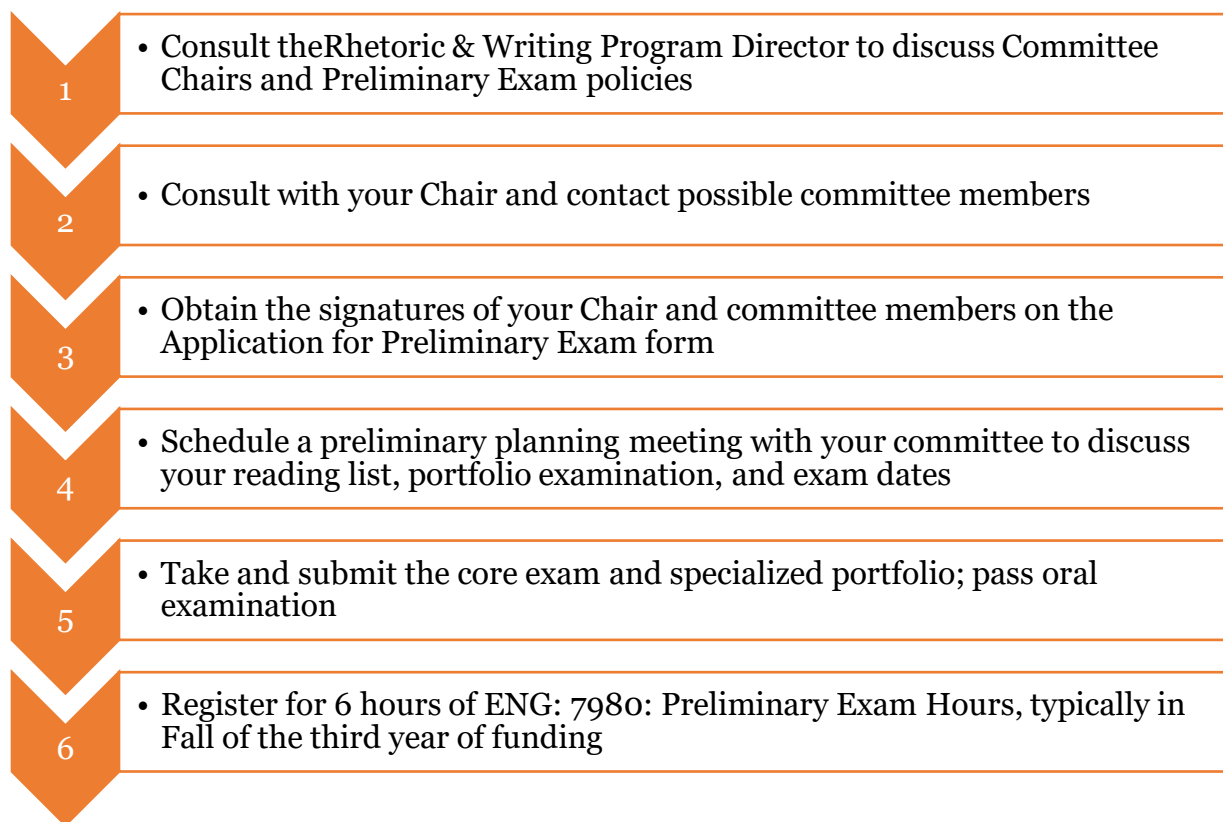 1
• Consult theRhetoric & Writing Program Director to discuss Committee
Chairs and Preliminary Exam policies
2
• Consult with your Chair and contact possible committee members
3
• Obtain the signatures of your Chair and committee members on the
Application for Preliminary Exam form
4
• Schedule a preliminary planning meeting with your committee to discuss
your reading list, portfolio examination, and exam dates
5
• Take and submit the core exam and specialized portfolio; pass oral
examination
6
• Register for 6 hours of ENG: 7980: Preliminary Exam Hours, typically in
Fall of the third year of funding